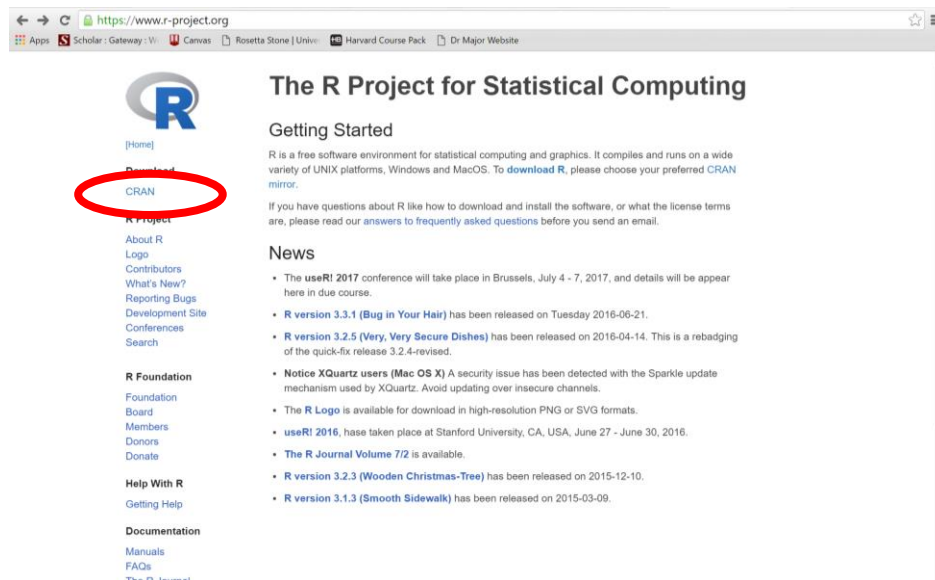 https://www.r-project.org
Apps
Scholar : Gateway : W
Canvas
Rosetta Stone | Unive
Harvard Course Pack
Dr Major Website
R
[Home]
Download
CRAN
R Project
About R
Logo
Contributors
What's New?
Reporting Bugs
Development Site
Conferences
Search
R Foundation
Foundation
Board
Members
Donors
Donate
Help With R
Getting Help
Documentation
Manuals
FAQs
The R Journal
The R Project for Statistical Computing
Getting Started
R is a free software environment for statistical computing and graphics. It compiles and runs on a wide
variety of UNIX platforms, Windows and MacOS. To download R, please choose your preferred CRAN
mirror.
If you have questions about R like how to download and install the software, or what the license terms
are, please read our answers to frequently asked questions before you send an email.
News
• The useR! 2017 conference will take place in Brussels, July 4 - 7, 2017, and details will be appear
here in due course.
• R version 3.3.1 (Bug in Your Hair) has been released on Tuesday 2016-06-21.
• R version 3.2.5 (Very, Very Secure Dishes) has been released on 2016-04-14. This is a rebadging
of the quick-fix release 3.2.4-revised.
• Notice XQuartz users (Mac OS X) A security issue has been detected with the Sparkle update
mechanism used by XQuartz. Avoid updating over insecure channels.
• The R Logo is available for download in high-resolution PNG or SVG formats.
• useR! 2016, hase taken place at Stanford University, CA, USA, June 27 - June 30, 2016.
• The R Journal Volume 7/2 is available.
• R version 3.2.3 (Wooden Christmas-Tree) has been released on 2015-12-10.
• R version 3.1.3 (Smooth Sidewalk) has been released on 2015-03-09.